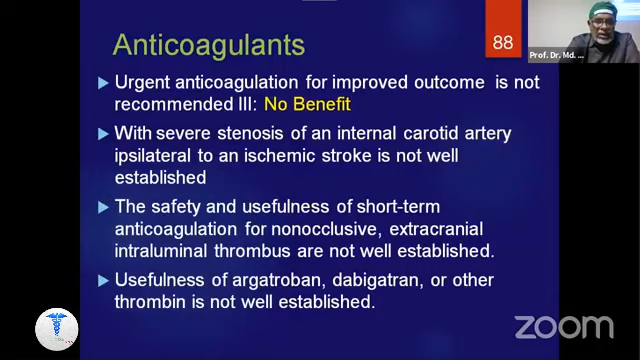 Anticoagulants
88
Prof. Dr. Md. ...
Urgent anticoagulation for improved outcome is not
recommended III: No Benefit
With severe stenosis of an internal carotid artery
ipsilateral to an ischemic stroke is not well
established
The safety and usefulness of short-term
anticoagulation for nonocclusive, extracranial
intraluminal thrombus are not well established.
Usefulness of argatroban, dabigatran, or other
thrombin is not well established.
zoom